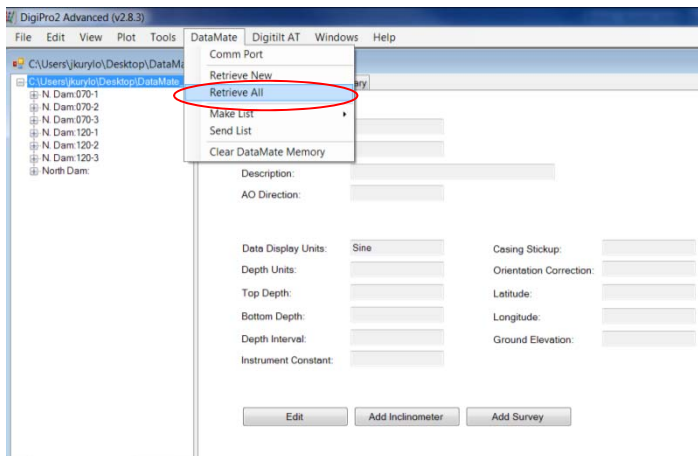 DigiPro2 Advanced (v2.8.3)
File Edit View Plot Tools DataMate Digitilt AT Windows Help
C:\Users\jkurylo\Desktop\DataMa
C:\Users\jkurylo\Desktop\DataMate_
N. Dam:070-1
N. Dam:070-2
N. Dam:070-3
N. Dam:120-1
N. Dam:120-2
N. Dam:120-3
North Dam:
Comm Port
Retrieve New
Retrieve All
Make List
Send List
Clear DataMate Memory
ary
Description:
AO Direction:
Data Display Units: Sine Casing Stickup:
Depth Units: Orientation Correction:
Top Depth: Latitude:
Bottom Depth: Longitude:
Depth Interval: Ground Elevation:
Instrument Constant:
Edit Add Inclinometer Add Survey